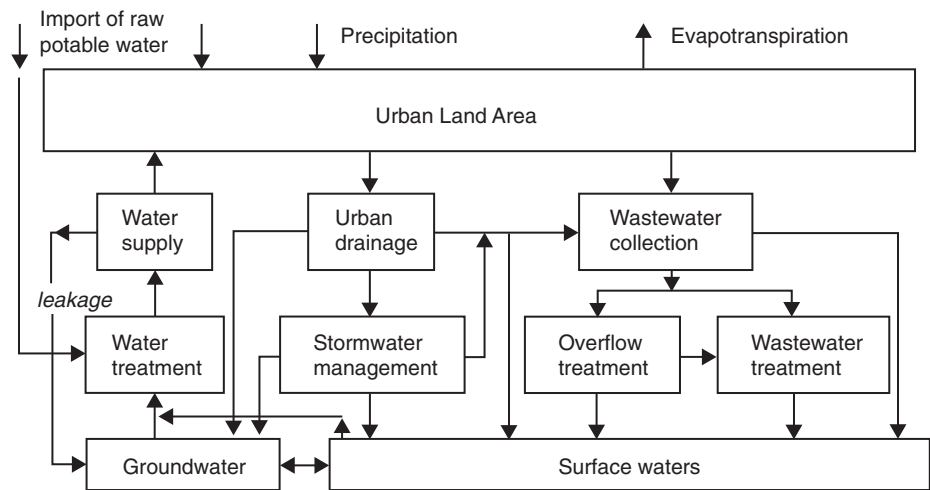 Import of raw
potable water
Precipitation
Evapotranspiration
Urban Land Area
Water
supply
Urban
drainage
Wastewater
collection
leakage
Water
treatment
Stormwater
management
Overflow
treatment
Wastewater
treatment
Groundwater
Surface waters